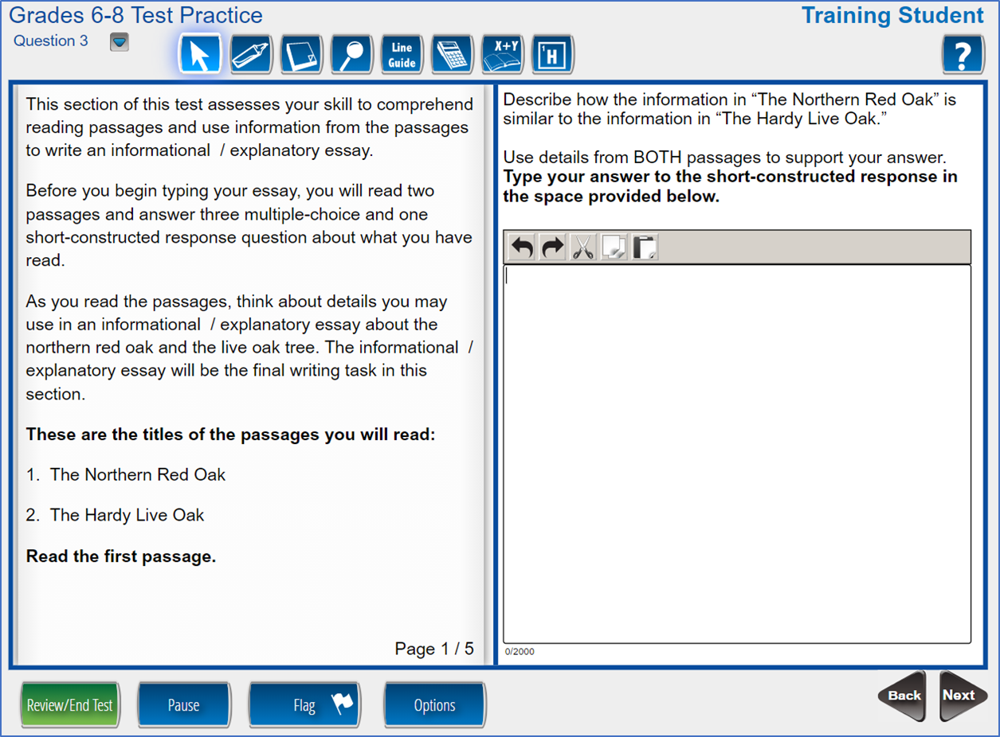 Grades 6-8 Test Practice
Training Student
Question 3
Line
Guide
X+Y
1
H
?
This section of this test assesses your skill to comprehend
reading passages and use information from the passages
to write an informational / explanatory essay.
Before you begin typing your essay, you will read two
passages and answer three multiple-choice and one
short-constructed response question about what you have
read.
As you read the passages, think about details you may
use in an informational / explanatory essay about the
northern red oak and the live oak tree. The informational /
explanatory essay will be the final writing task in this
section.
These are the titles of the passages you will read:
1. The Northern Red Oak
2. The Hardy Live Oak
Read the first passage.
Page 1 / 5
Describe how the information in “The Northern Red Oak” is
similar to the information in “The Hardy Live Oak.”
Use details from BOTH passages to support your answer.
Type your answer to the short-constructed response in
the space provided below.
0/2000
Review/End Test
Pause
Flag
Options
Back
Next